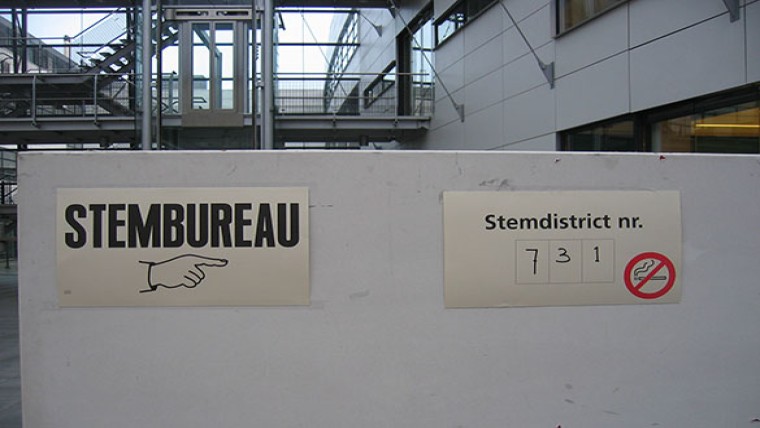 STEMBUREAU
Stemdistrict nr.
7 3 1